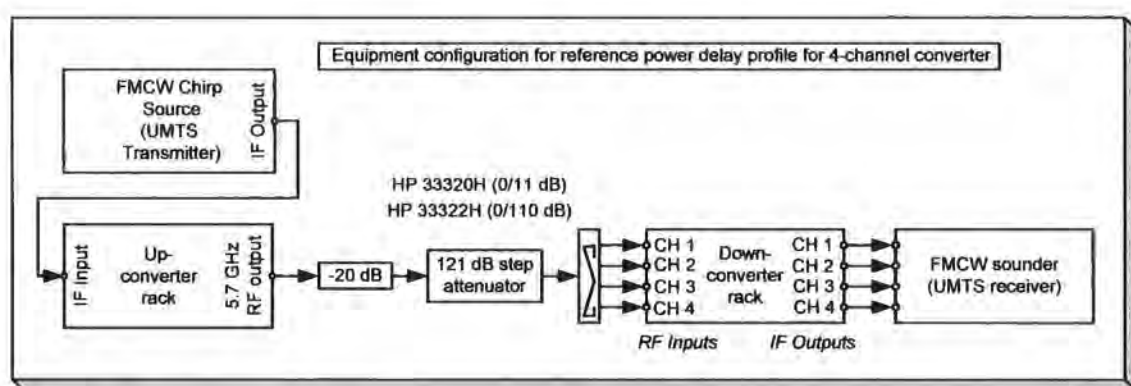 Equipment configuration for reference power delay profile for 4-channel converter
FMCW Chirp
Source
(UMTS
Transmitter)
IF Output
HP 33320H (0/11 dB)
HP 33322H (0/110 dB)
IF Input
Up-
converter
rack
5.7 GHz
RF output
-20 dB
121 dB step
attenuator
CH 1
CH 2
CH 3
CH 4
Down-
converter
rack
CH 1
CH 2
CH 3
CH 4
FMCW sounder
(UMTS receiver)
RF Inputs
IF Outputs